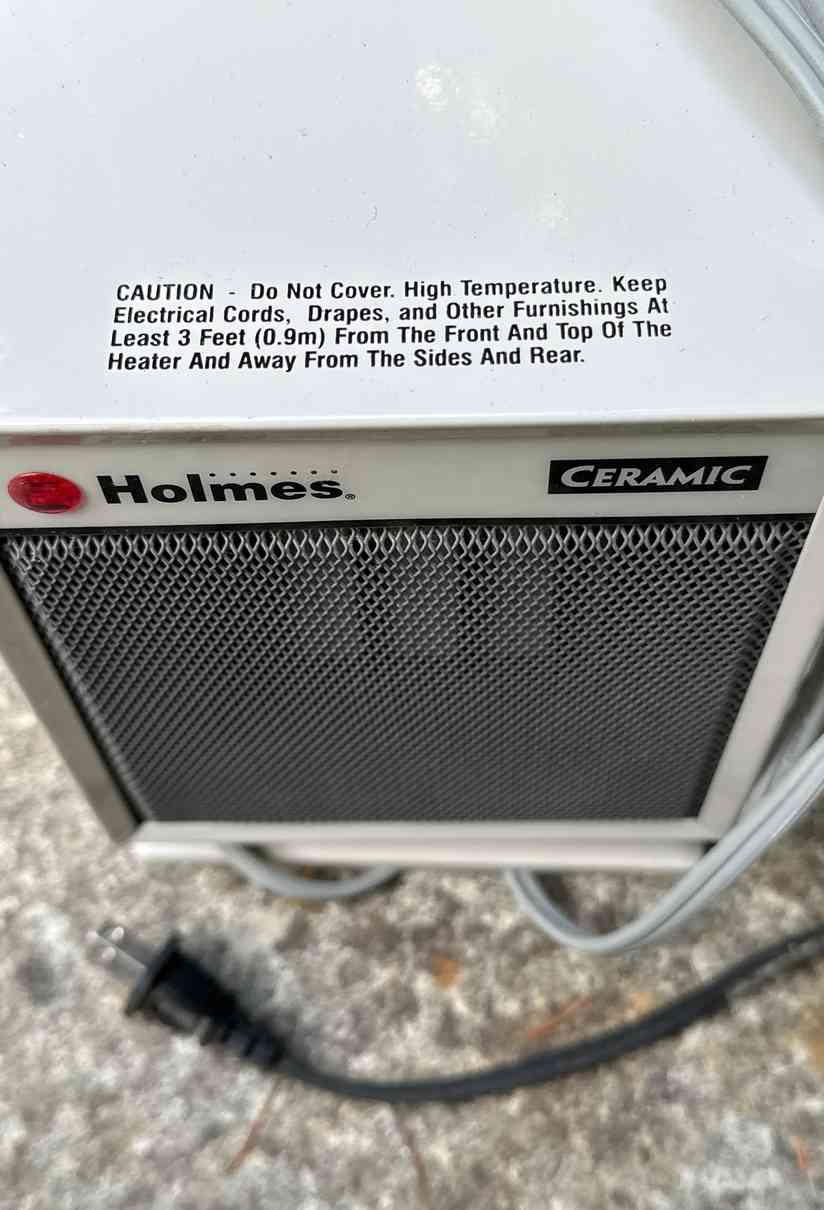 CAUTION - Do Not Cover. High Temperature. Keep
Electrical Cords, Drapes, and Other Furnishings At
Least 3 Feet (0.9m) From The Front And Top Of The
Heater And Away From The Sides And Rear.
Holmes®
CERAMIC